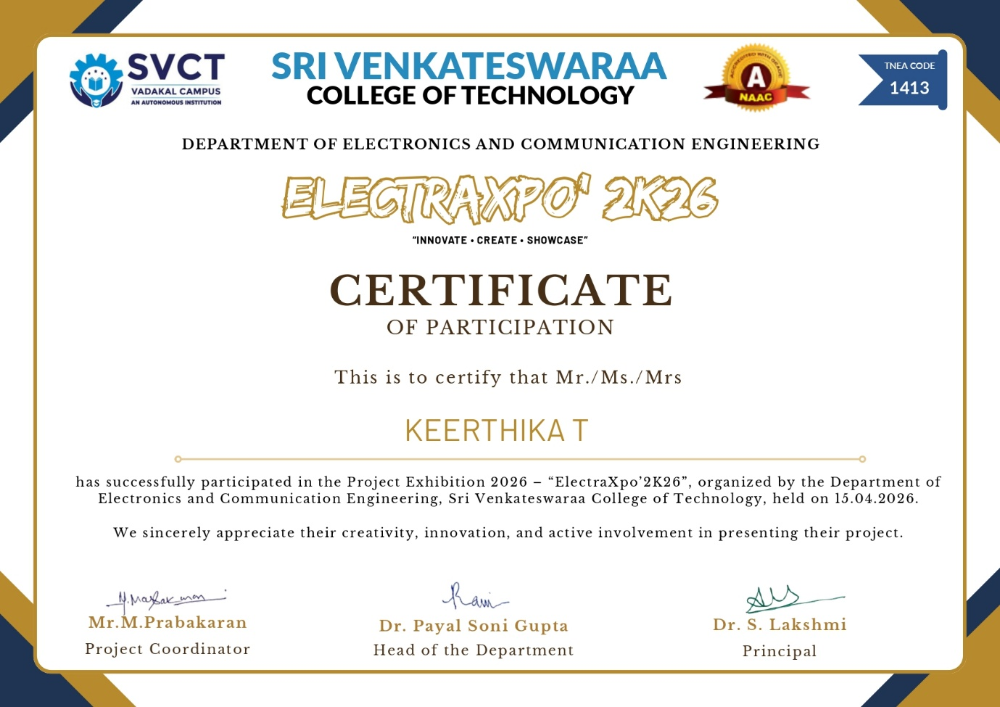 SVCT
VADAKAL CAMPUS
AN AUTONOMOUS INSTITUTION
SRI VENKATESWARAA
COLLEGE OF TECHNOLOGY
ACCREDITED WITH GRADE
A
NAAC
TNEA CODE
1413
DEPARTMENT OF ELECTRONICS AND COMMUNICATION ENGINEERING
ELECTRAXPO' 2K26
“INNOVATE • CREATE • SHOWCASE”
CERTIFICATE
OF PARTICIPATION
This is to certify that Mr./Ms./Mrs
KEERTHIKA T
has successfully participated in the Project Exhibition 2026 – “ElectraXpo’2K26”, organized by the Department of
Electronics and Communication Engineering, Sri Venkateswaraa College of Technology, held on 15.04.2026.
We sincerely appreciate their creativity, innovation, and active involvement in presenting their project.
Mr.M.Prabakaran
Project Coordinator
Dr. Payal Soni Gupta
Head of the Department
Dr. S. Lakshmi
Principal